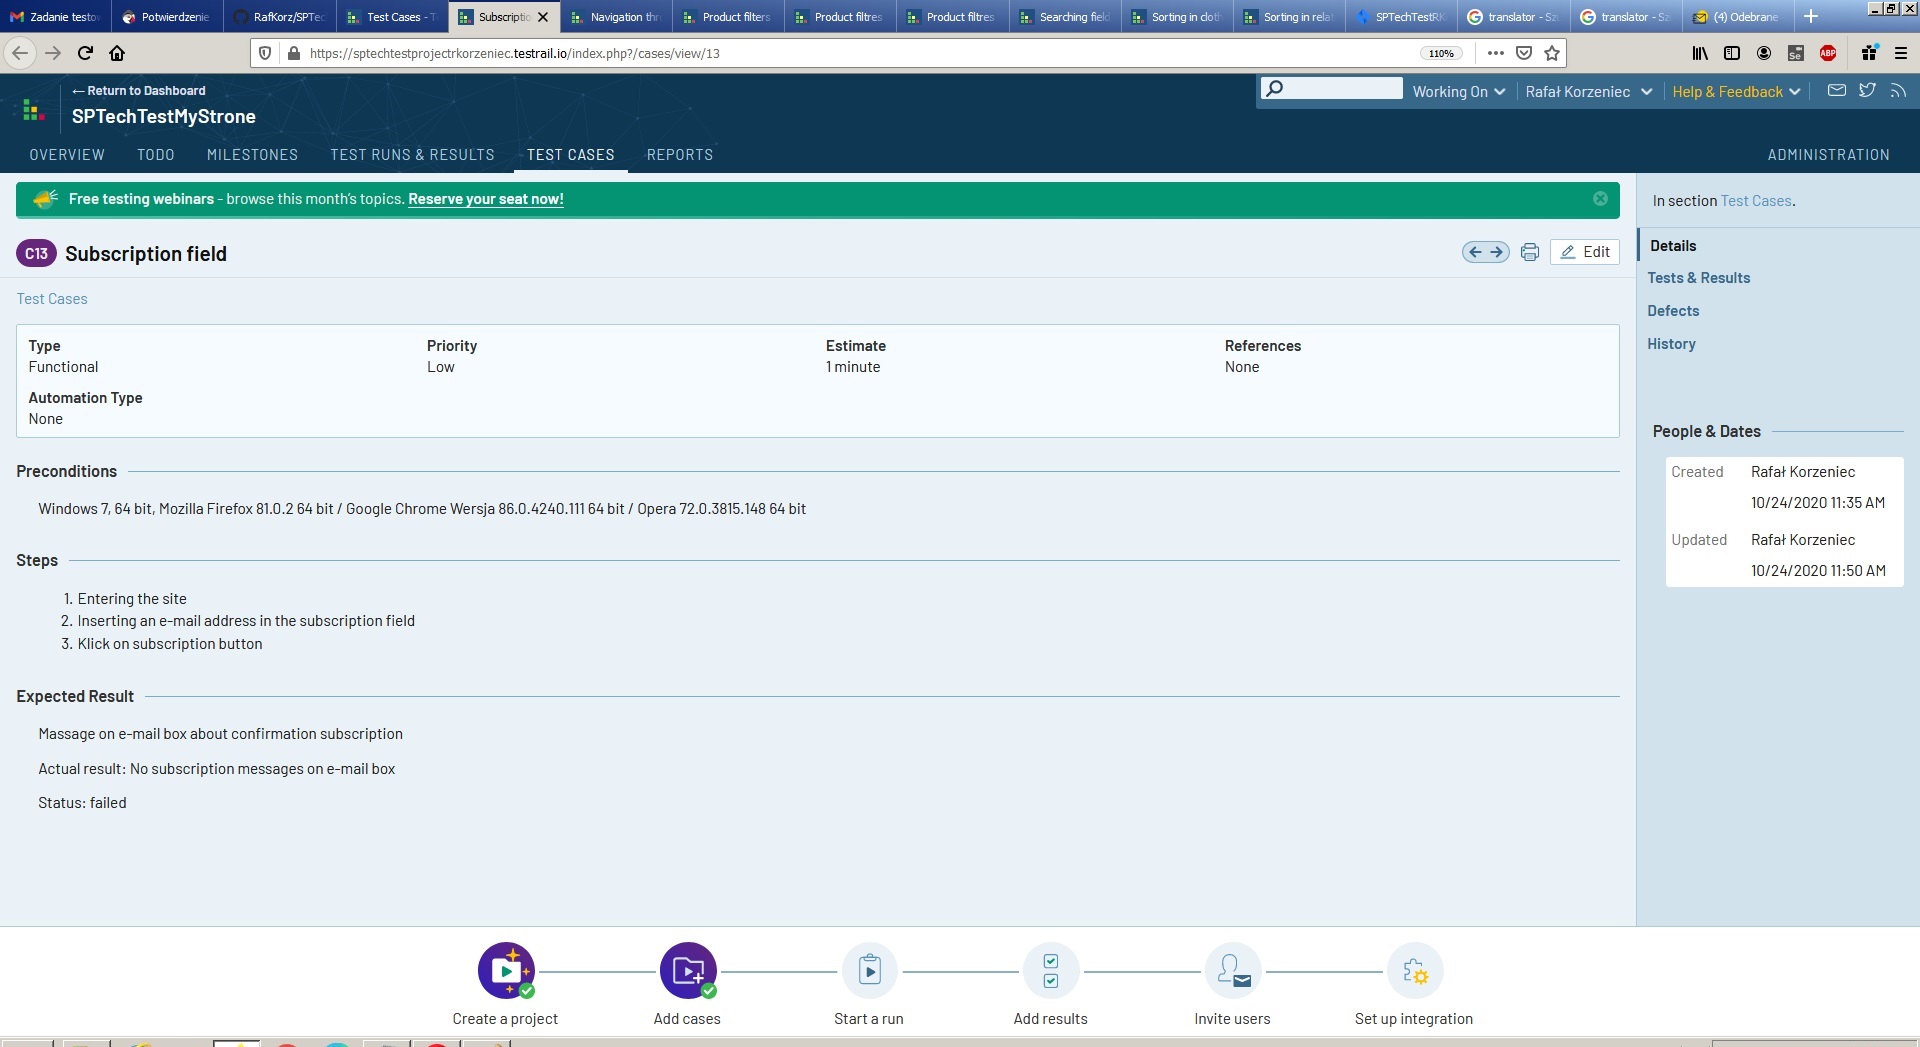 Zadanie testo
Potwierdzenie
RafKorz/SPTec
Test Cases - T
Subscriptio
Navigation thr
Product filters
Product filtres
Product filtres
Searching field
Sorting in cloth
Sorting in relat
SPTechTestRK
translator - Sz
translator - Sz
(4) Odebrane
https://sptechtestprojectrkorzeniec.testrail.io/index.php?/cases/view/13
110%
Se
ABP
← Return to Dashboard
SPTechTestMyStrone
Working On
Rafał Korzeniec
Help & Feedback
OVERVIEW
TODO
MILESTONES
TEST RUNS & RESULTS
TEST CASES
REPORTS
ADMINISTRATION
Free testing webinars - browse this month's topics. Reserve your seat now!
In section Test Cases.
C13 Subscription field
Edit
Details
Tests & Results
Defects
History
Test Cases
Type
Functional
Priority
Low
Estimate
1 minute
References
None
Automation Type
None
People & Dates
Created Rafał Korzeniec
10/24/2020 11:35 AM
Updated Rafał Korzeniec
10/24/2020 11:50 AM
Preconditions
Windows 7, 64 bit, Mozilla Firefox 81.0.2 64 bit / Google Chrome Wersja 86.0.4240.111 64 bit / Opera 72.0.3815.148 64 bit
Steps
1. Entering the site
2. Inserting an e-mail address in the subscription field
3. Klick on subscription button
Expected Result
Massage on e-mail box about confirmation subscription
Actual result: No subscription messages on e-mail box
Status: failed
Create a project
Add cases
Start a run
Add results
Invite users
Set up integration